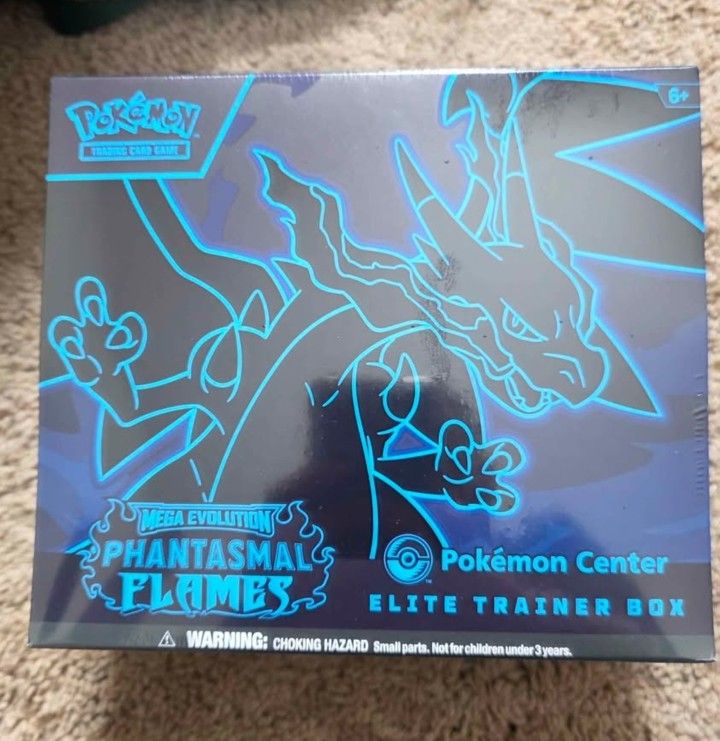 POKéMON
TRADING CARD GAME
6+
MEGA EVOLUTION
PHANTASMAL
FLAMES
Pokémon Center
ELITE TRAINER BOX
WARNING: CHOKING HAZARD Small parts. Not for children under 3 years.